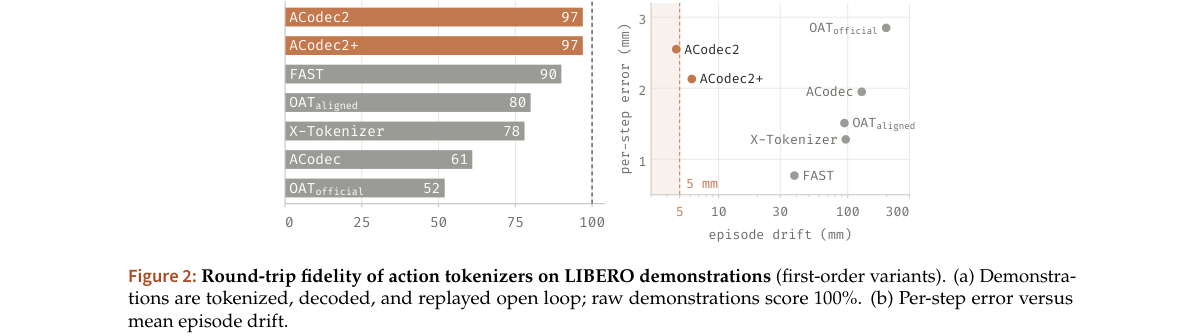 ACodec2 97
ACodec2+ 97
FAST 90
OATaligned 80
X-Tokenizer 78
ACodec 61
OATofficial 52
0 25 50 75 100
per-step error (mm)
3
2
1
OATofficial
ACodec2
ACodec2+
ACodec
OATaligned
X-Tokenizer
FAST
5 mm
5 10 30 100 300
episode drift (mm)
Figure 2: Round-trip fidelity of action tokenizers on LIBERO demonstrations (first-order variants). (a) Demonstra-
tions are tokenized, decoded, and replayed open loop; raw demonstrations score 100%. (b) Per-step error versus
mean episode drift.